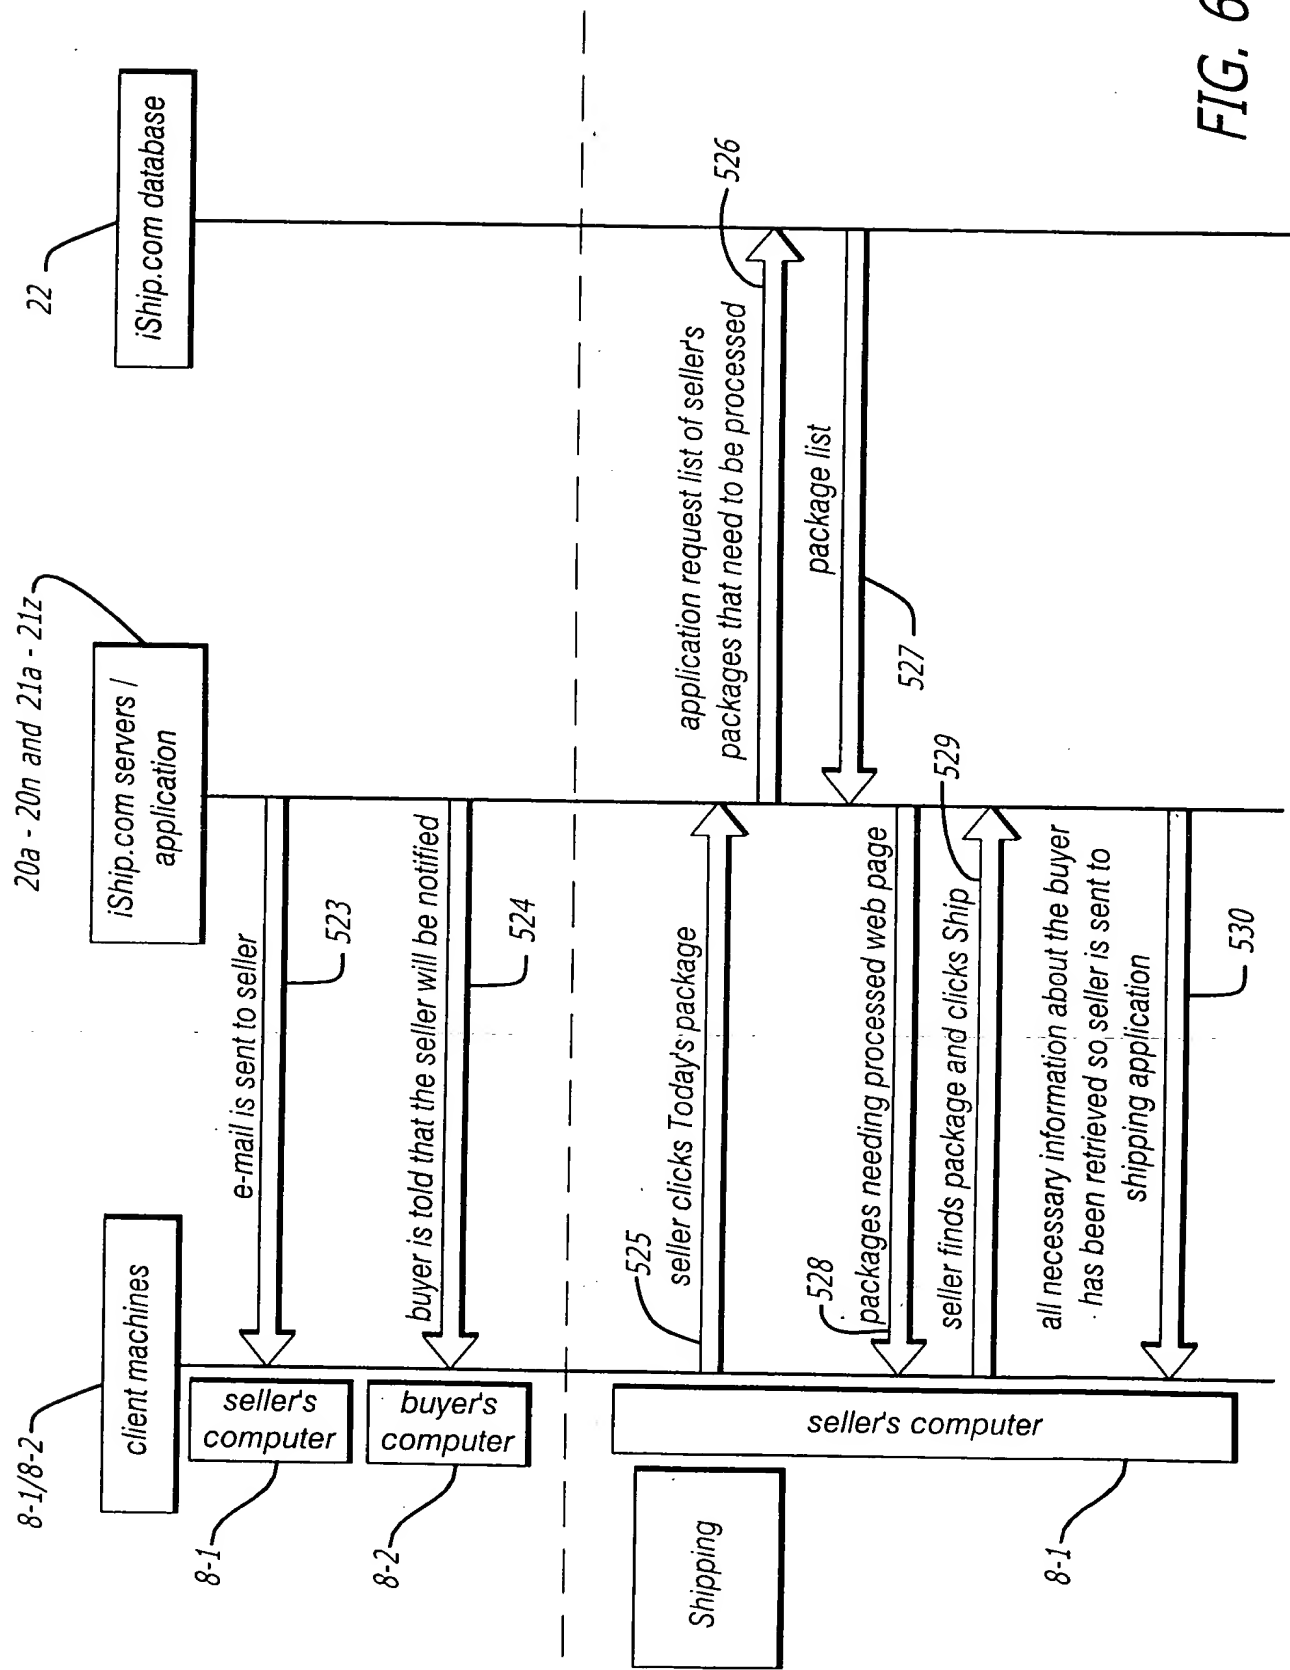 8-1/8-2
20a - 20n and 21a - 21z
22
client machines
iShip.com servers /
application
iShip.com database
8-1
seller's
computer
e-mail is sent to seller
523
8-2
buyer's
computer
buyer is told that the seller will be notified
524
Shipping
seller's computer
8-1
525
seller clicks Today's package
application request list of seller's
packages that need to be processed
526
package list
527
528
packages needing processed web page
seller finds package and clicks Ship
529
all necessary information about the buyer
has been retrieved so seller is sent to
shipping application
530
FIG. 6